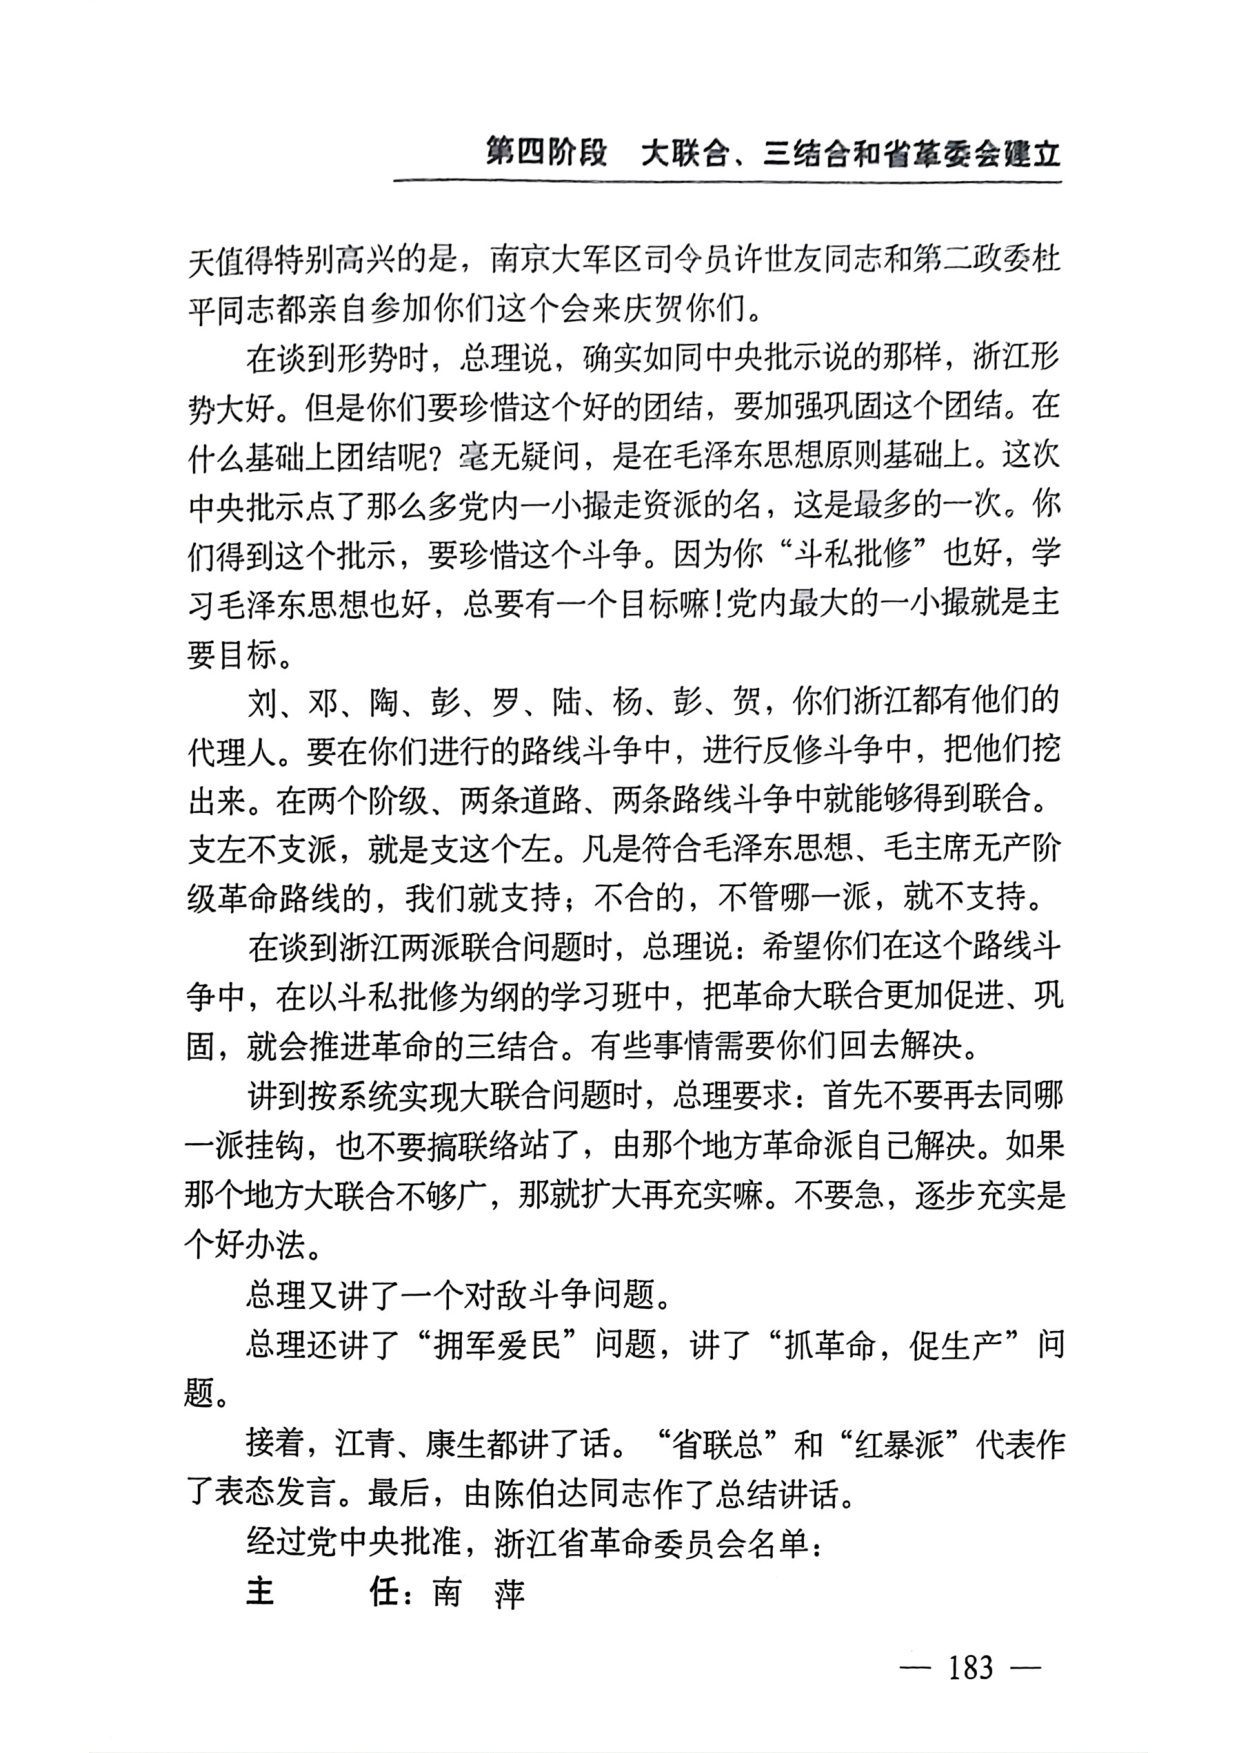 第四阶段 大联合、三结合和省革委会建立
天值得特别高兴的是，南京大军区司令员许世友同志和第二政委杜
平同志都亲自参加你们这个会来庆贺你们。
在谈到形势时，总理说，确实如同中央批示说的那样，浙江形
势大好。但是你们要珍惜这个好的团结，要加强巩固这个团结。在
什么基础上团结呢？毫无疑问，是在毛泽东思想原则基础上。这次
中央批示点了那么多党内一小撮走资派的名，这是最多的一次。你
们得到这个批示，要珍惜这个斗争。因为你“斗私批修”也好，学
习毛泽东思想也好，总要有一个目标嘛！党内最大的一小撮就是主
要目标。
刘、邓、陶、彭、罗、陆、杨、彭、贺，你们浙江都有他们的
代理人。要在你们进行的路线斗争中，进行反修斗争中，把他们挖
出来。在两个阶级、两条道路、两条路线斗争中就能够得到联合。
支左不支派，就是支这个左。凡是符合毛泽东思想、毛主席无产阶
级革命路线的，我们就支持；不合的，不管哪一派，就不支持。
在谈到浙江两派联合问题时，总理说：希望你们在这个路线斗
争中，在以斗私批修为纲的学习班中，把革命大联合更加促进、巩
固，就会推进革命的三结合。有些事情需要你们回去解决。
讲到按系统实现大联合问题时，总理要求：首先不要再去同哪
一派挂钩，也不要搞联络站了，由那个地方革命派自己解决。如果
那个地方大联合不够广，那就扩大再充实嘛。不要急，逐步充实是
个好办法。
总理又讲了一个对敌斗争问题。
总理还讲了“拥军爱民”问题，讲了“抓革命，促生产”问
题。
接着，江青、康生都讲了话。“省联总”和“红暴派”代表作
了表态发言。最后，由陈伯达同志作了总结讲话。
经过党中央批准，浙江省革命委员会名单：
主 任：南 萍
— 183 —